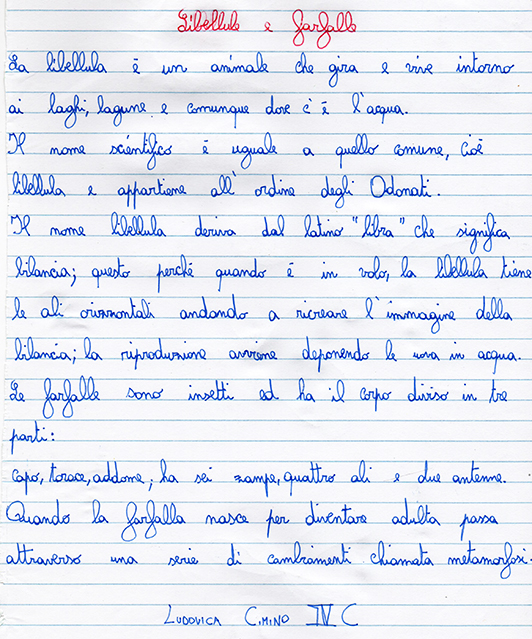 Libellule e farfalle
La libellula è un animale che gira e vive intorno
ai laghi, lagune e comunque dove c'è l'acqua.
Il nome scientifico è uguale a quello comune, cioè
libellula e appartiene all'ordine degli Odonati.
Il nome libellula deriva dal latino "libra" che significa
bilancia; questo perché quando è in volo, la libellula tiene
le ali orizzontali andando a ricreare l'immagine della
bilancia; la riproduzione avviene deponendo le uova in acqua.
Le farfalle sono insetti ed ha il corpo diviso in tre
parti:
capo, torace, addome; ha sei zampe, quattro ali e due antenne.
Quando la farfalla nasce per diventare adulta passa
attraverso una serie di cambiamenti chiamata metamorfosi.
LUDOVICA CIMINO IV C